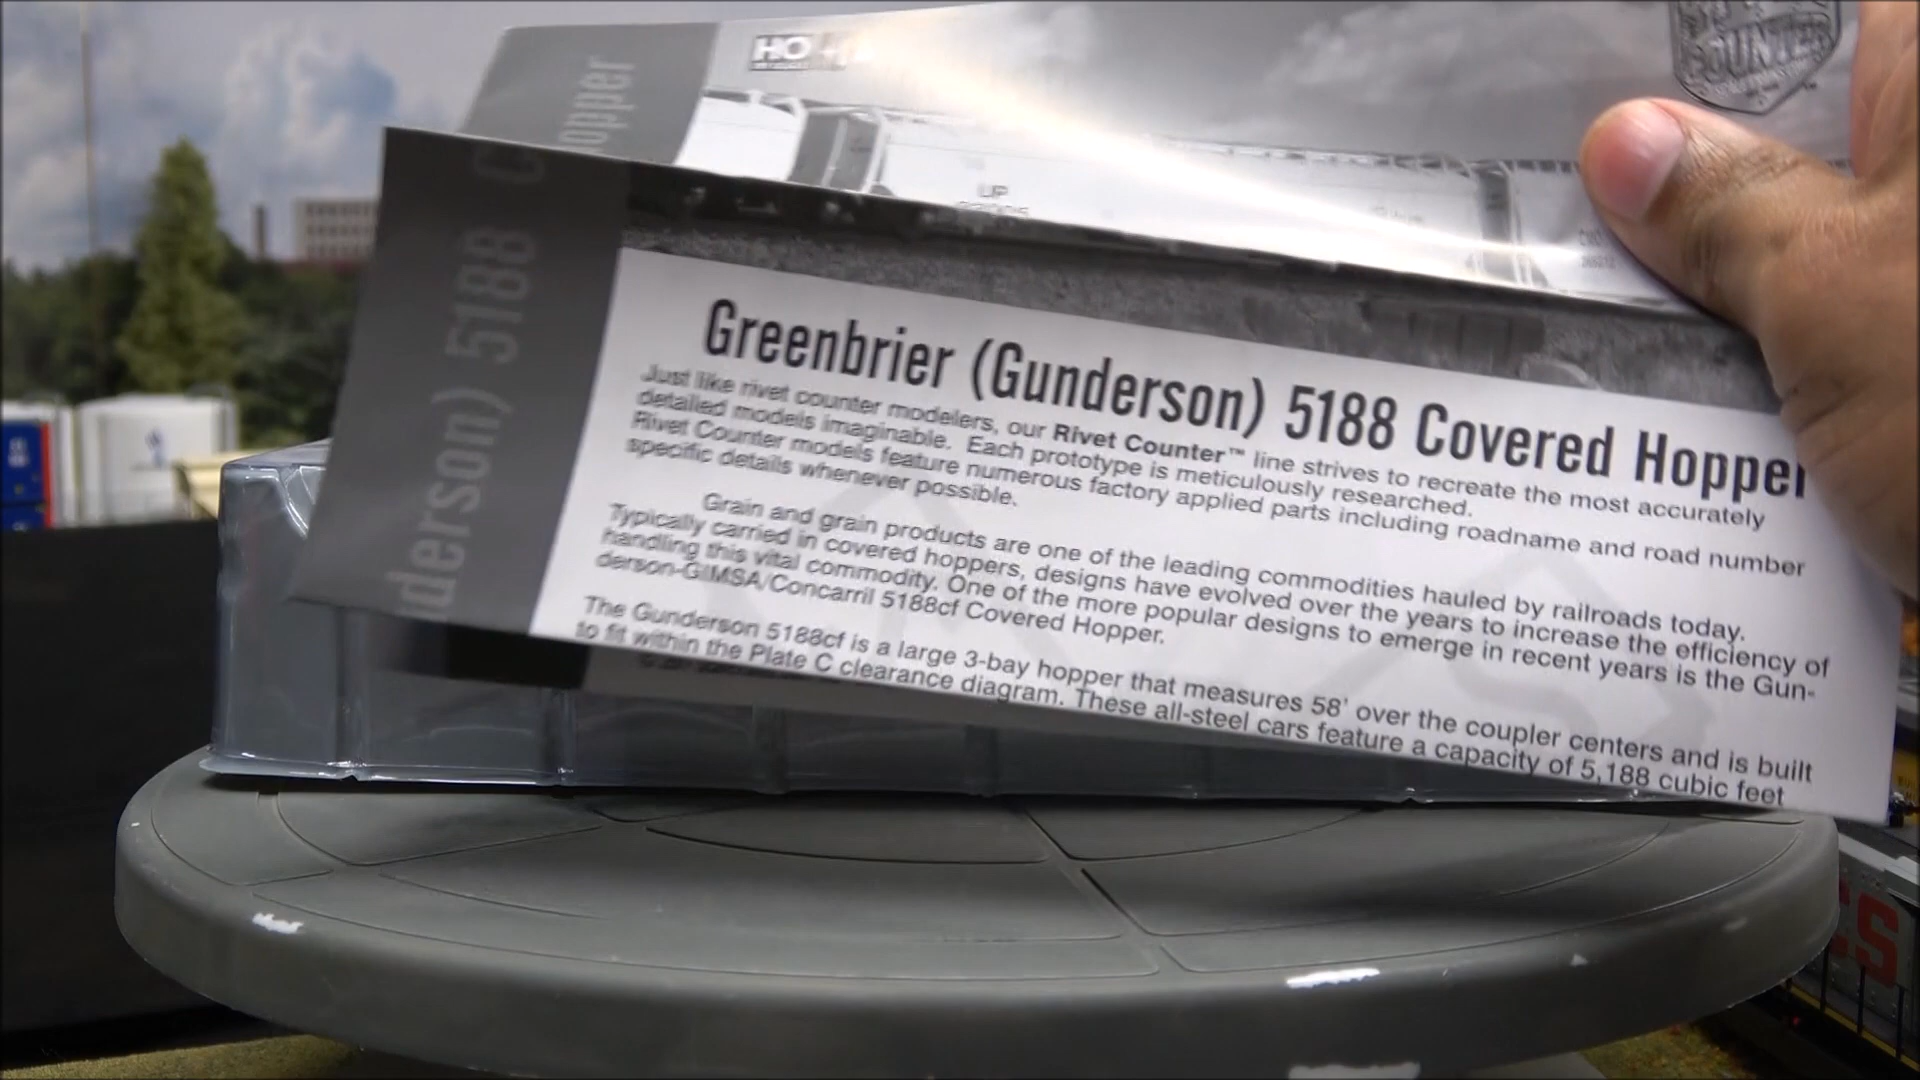 HO
COUNTER
opper
UP
iderson) 5188 C
Greenbrier (Gunderson) 5188 Covered Hopper
Just like rivet counter modelers, our Rivet Counter™ line strives to recreate the most accurately
detailed models imaginable. Each prototype is meticulously researched.
Rivet Counter models feature numerous factory applied parts including roadname and road number
specific details whenever possible.
Grain and grain products are one of the leading commodities hauled by railroads today.
Typically carried in covered hoppers, designs have evolved over the years to increase the efficiency of
handling this vital commodity. One of the more popular designs to emerge in recent years is the Gun-
derson-GIMSA/Concarril 5188cf Covered Hopper.
The Gunderson 5188cf is a large 3-bay hopper that measures 58' over the coupler centers and is built
to fit within the Plate C clearance diagram. These all-steel cars feature a capacity of 5,188 cubic feet